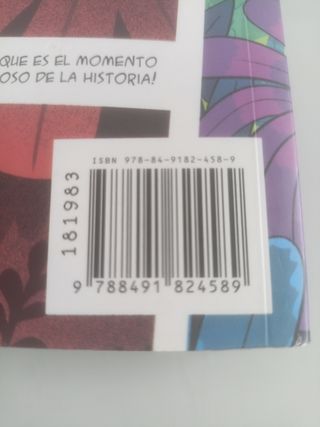 QUE ES EL MOMENTO
OSO DE LA HISTORIA!
ISBN 978-84-9182-458-9
181983
9 788491 824589